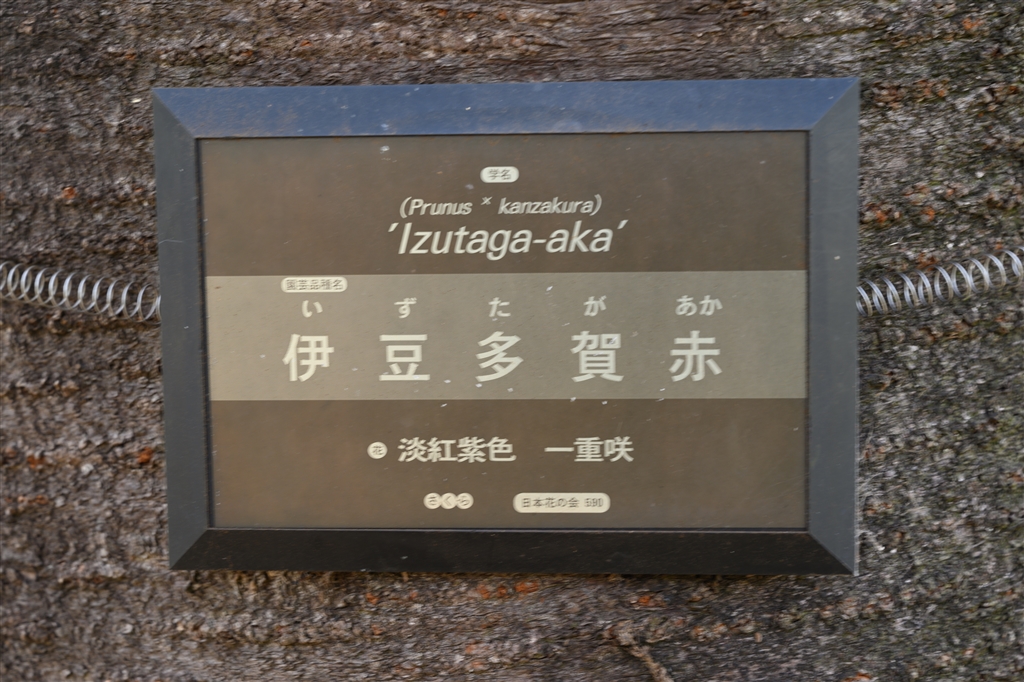 学名
(Prunus × kanzakura)
'Izutaga-aka'
園芸品種名
い ず た が あか
伊 豆 多 賀 赤
花 淡紅紫色 一重咲
さくら 日本花の会 590